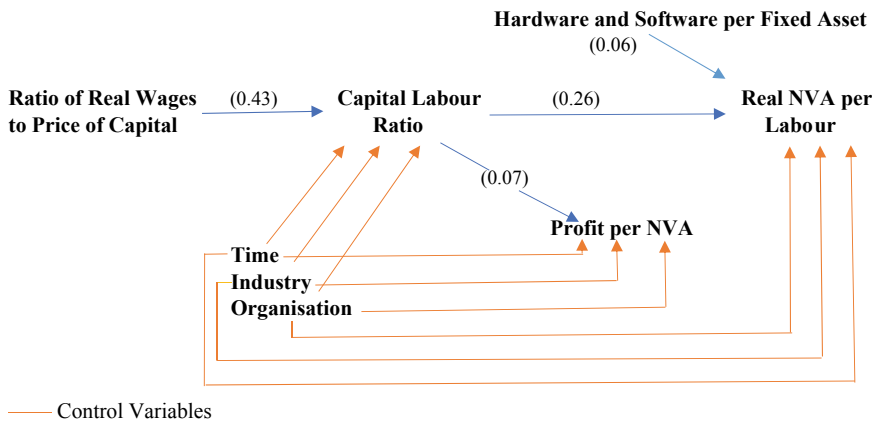 Hardware and Software per Fixed Asset
(0.06)
Ratio of Real Wages
to Price of Capital
(0.43)
Capital Labour
Ratio
(0.26)
Real NVA per
Labour
(0.07)
Profit per NVA
Time
Industry
Organisation
Control Variables